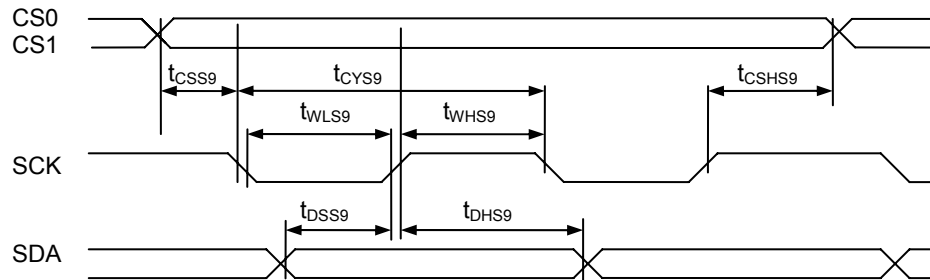 CS0
CS1
tCSS9
tCYS9
tCSHS9
tWLS9
tWHS9
SCK
tDSS9
tDHS9
SDA